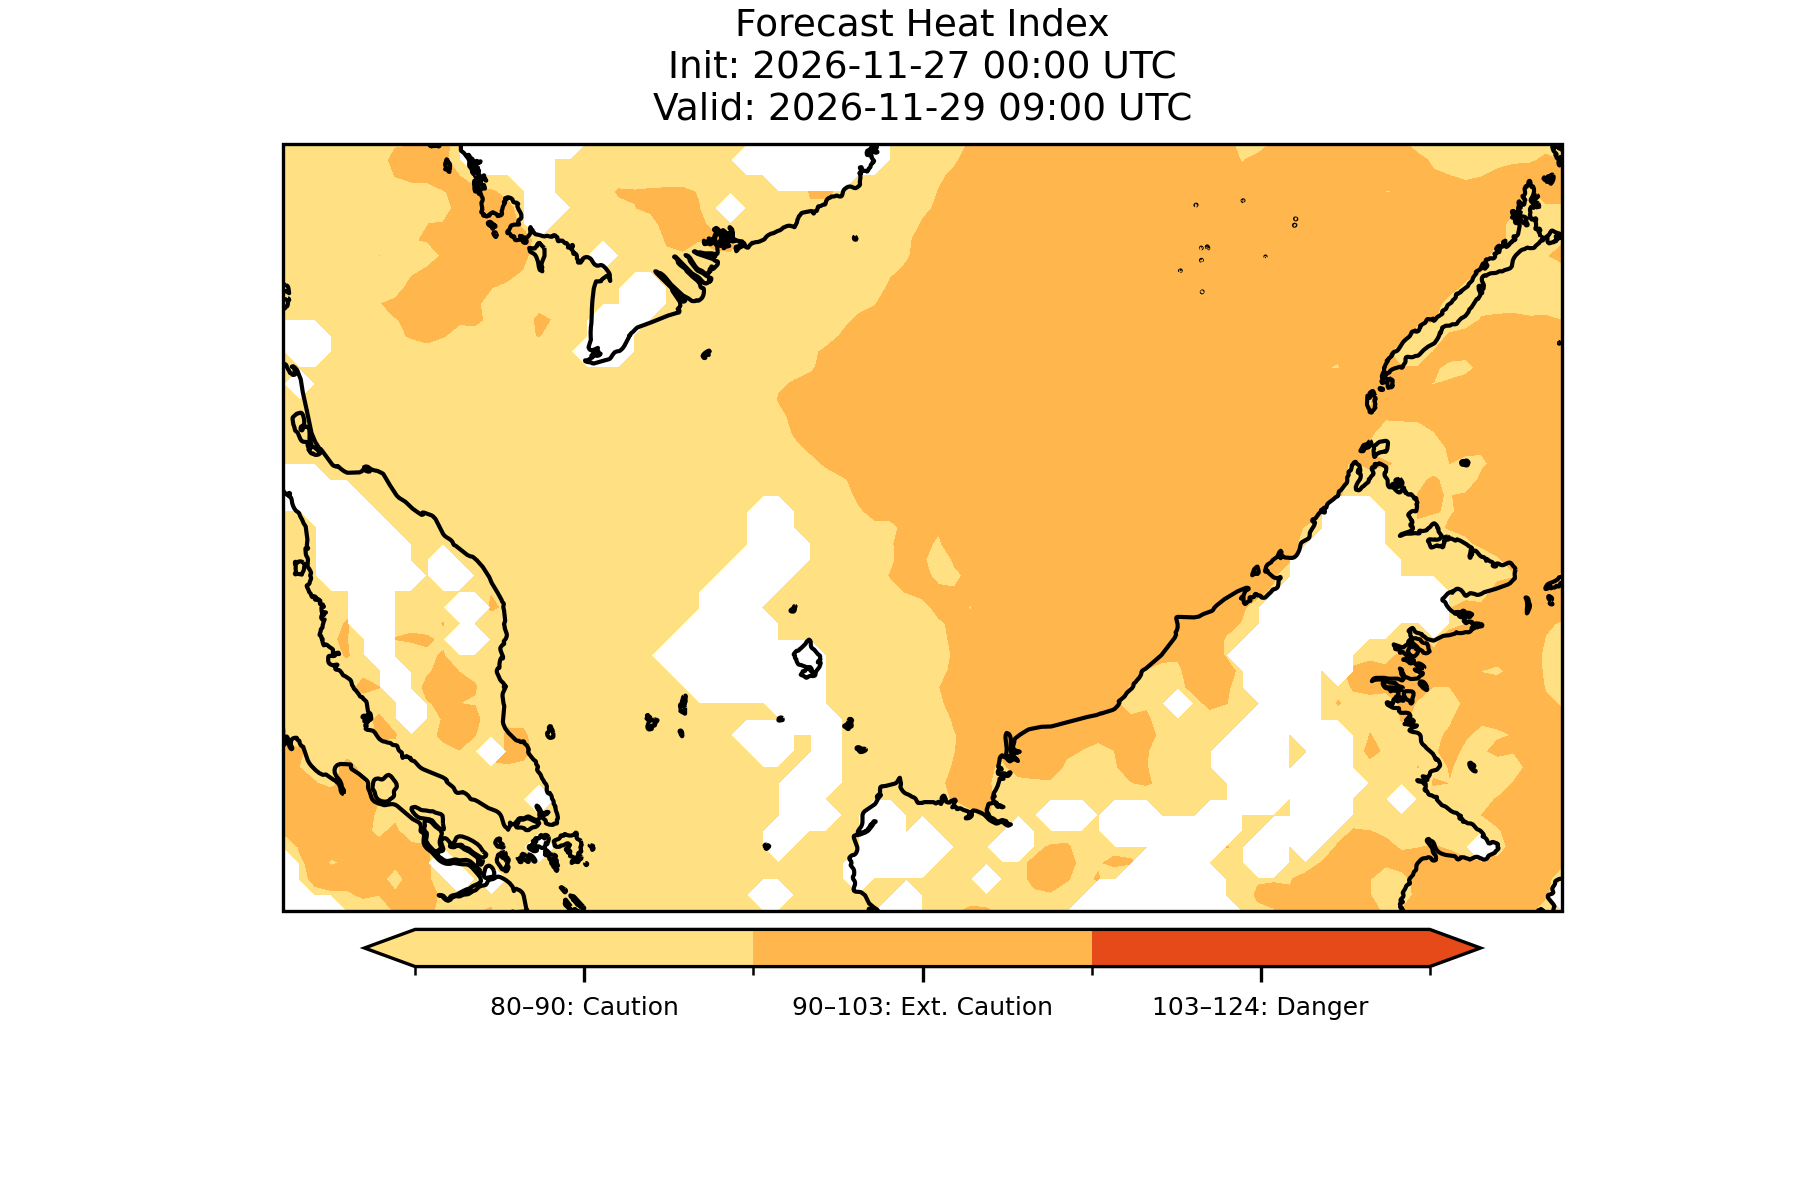 Forecast Heat Index
Init: 2026-11-27 00:00 UTC
Valid: 2026-11-29 09:00 UTC
80–90: Caution
90–103: Ext. Caution
103–124: Danger